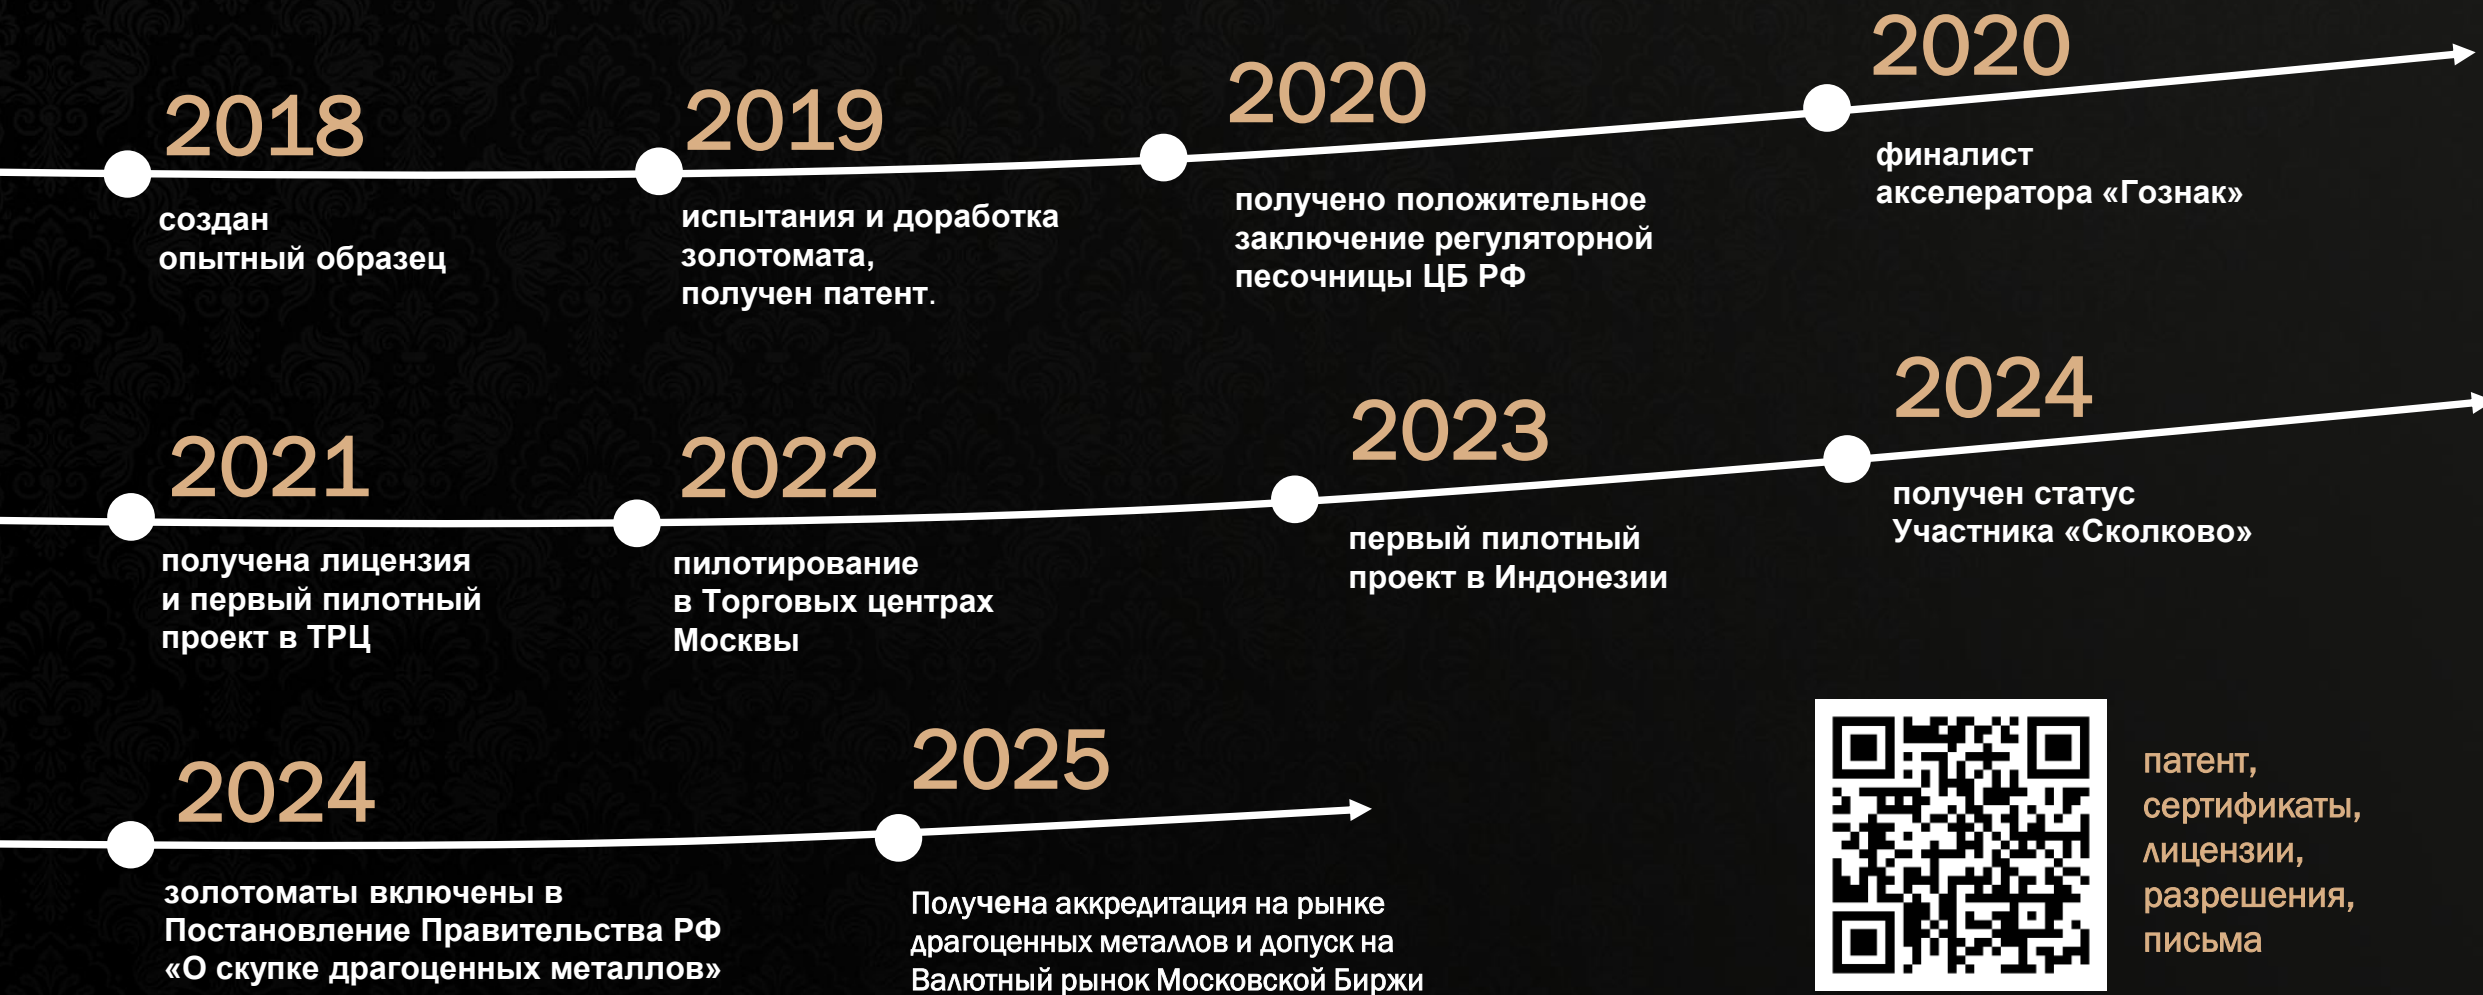 2018
создан
опытный образец
2019
испытания и доработка
золотомата,
получен патент.
2020
получено положительное
заключение регуляторной
песочницы ЦБ РФ
2020
финалист
акселератора «Гознак»
2021
получена лицензия
и первый пилотный
проект в ТРЦ
2022
пилотирование
в Торговых центрах
Москвы
2023
первый пилотный
проект в Индонезии
2024
получен статус
Участника «Сколково»
2024
золотоматы включены в
Постановление Правительства РФ
«О скупке драгоценных металлов»
2025
Получена аккредитация на рынке
драгоценных металлов и допуск на
Валютный рынок Московской Биржи
патент,
сертификаты,
лицензии,
разрешения,
письма